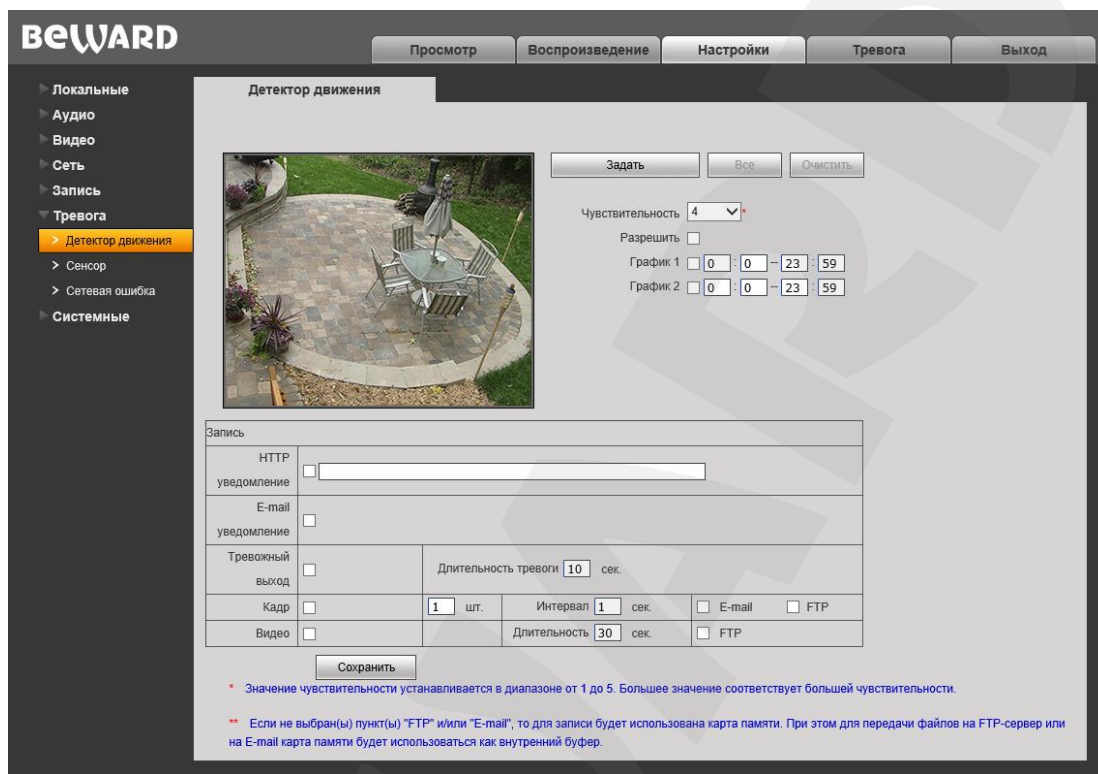 BEWARD
Просмотр Воспроизведение Настройки Тревога Выход
Локальные
Аудио
Видео
Сеть
Запись
Тревога
> Детектор движения
> Сенсор
> Сетевая ошибка
Системные
Детектор движения
Задать Все Очистить
Чувствительность 4 *
Разрешить
График 1 0 : 0 -- 23 : 59
График 2 0 : 0 -- 23 : 59
Запись
HTTP
уведомление
E-mail
уведомление
Тревожный
выход
Длительность тревоги 10 сек.
Кадр 1 шт. Интервал 1 сек. E-mail FTP
Видео Длительность 30 сек. FTP
Сохранить
* Значение чувствительности устанавливается в диапазоне от 1 до 5. Большее значение соответствует большей чувствительности.
** Если не выбран(ы) пункт(ы) "FTP" и/или "E-mail", то для записи будет использована карта памяти. При этом для передачи файлов на FTP-сервер или
на E-mail карта памяти будет использоваться как внутренний буфер.